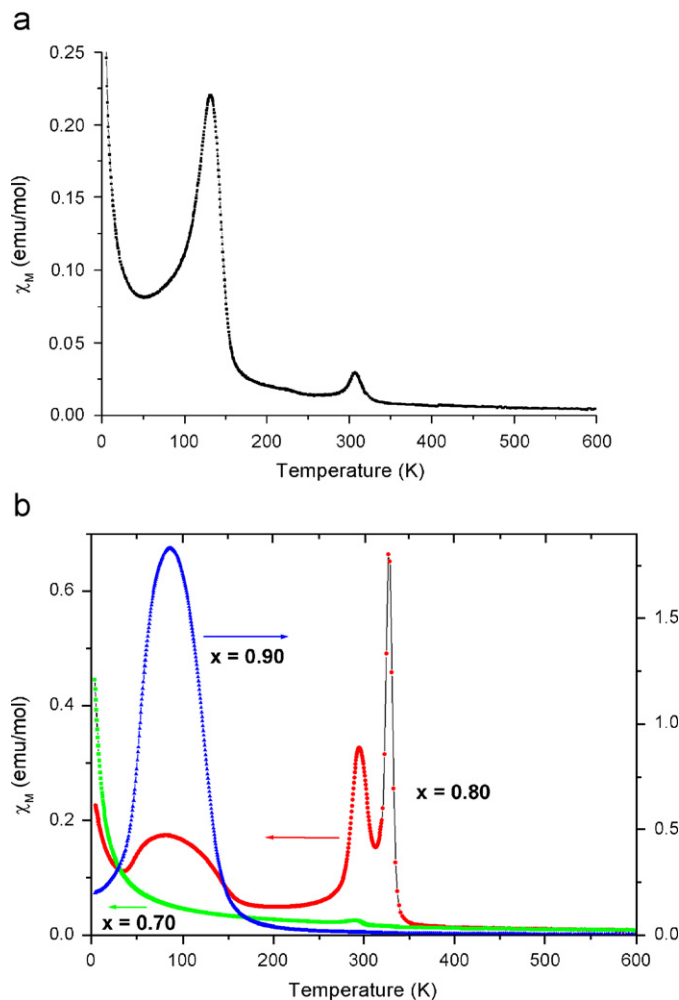 a
0.25
0.20
0.15
0.10
0.05
0.00
χM (emu/mol)
0 100 200 300 400 500 600
Temperature (K)
b
0.6
0.4
0.2
0.0
χM (emu/mol)
x = 0.90
x = 0.80
x = 0.70
1.5
1.0
0.5
0.0
0 100 200 300 400 500 600
Temperature (K)